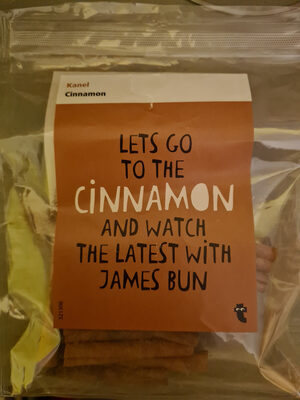 Kanel
Cinnamon
LETS GO
TO THE
CiNNAMON
AND WATCH
THE LATEST WiTH
JAMES BUN